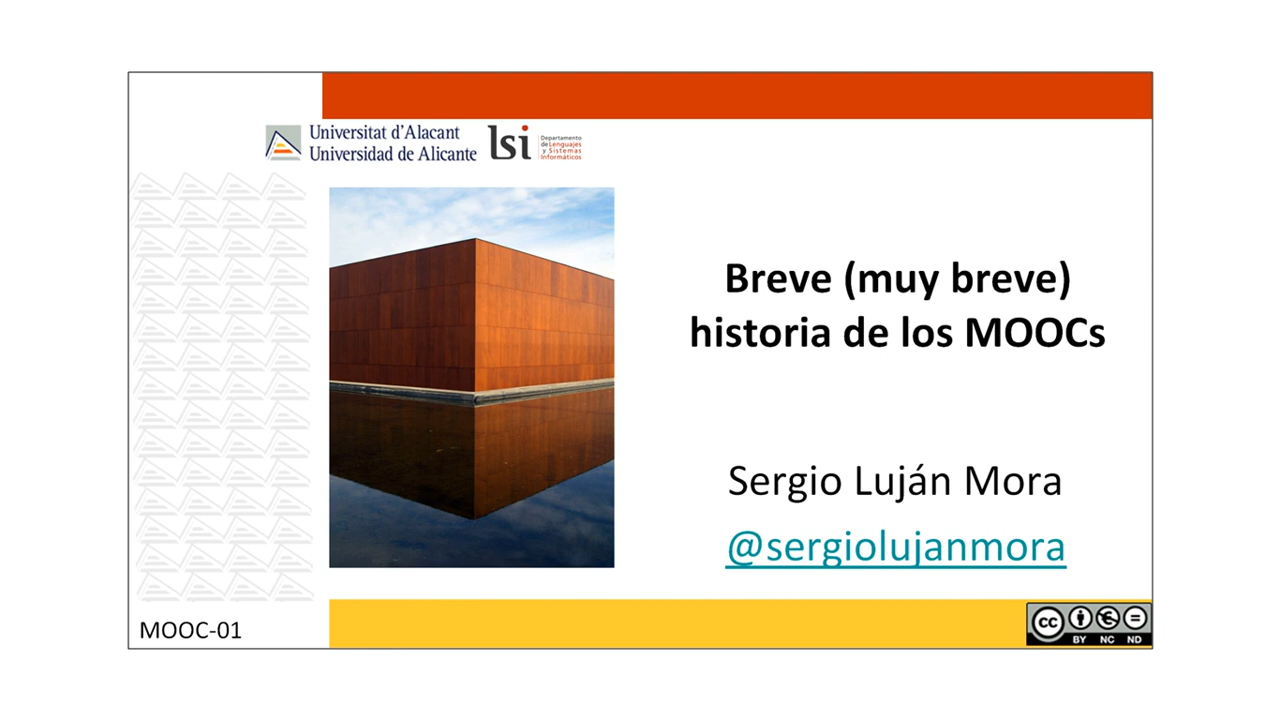 Universitat d'Alacant
Universidad de Alicante
lsi
Departamento
de Lenguajes
y Sistemas
Informáticos
Breve (muy breve)
historia de los MOOCs
Sergio Luján Mora
@sergiolujanmora
MOOC-01
cc
BY NC ND